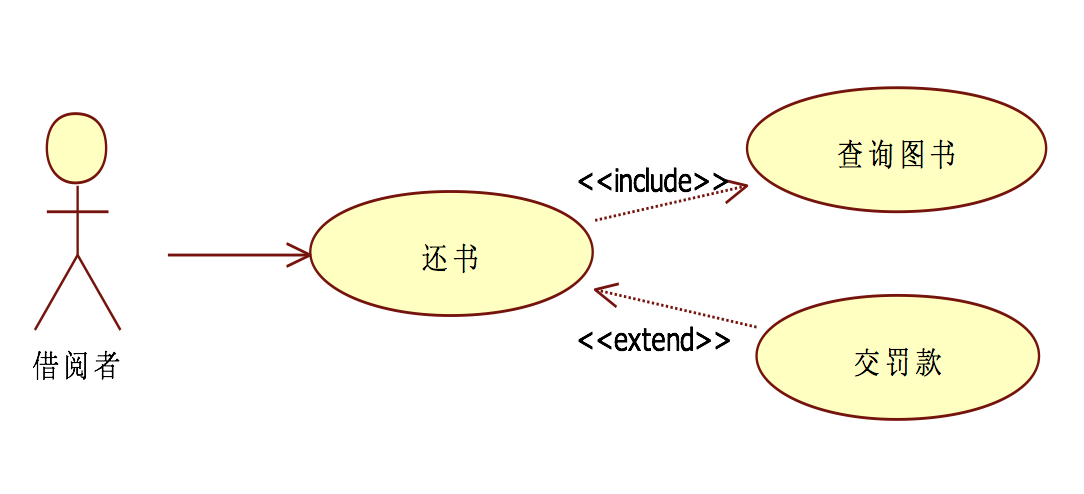 查询图书
<<include>>
还书
<<extend>>
交罚款
借阅者